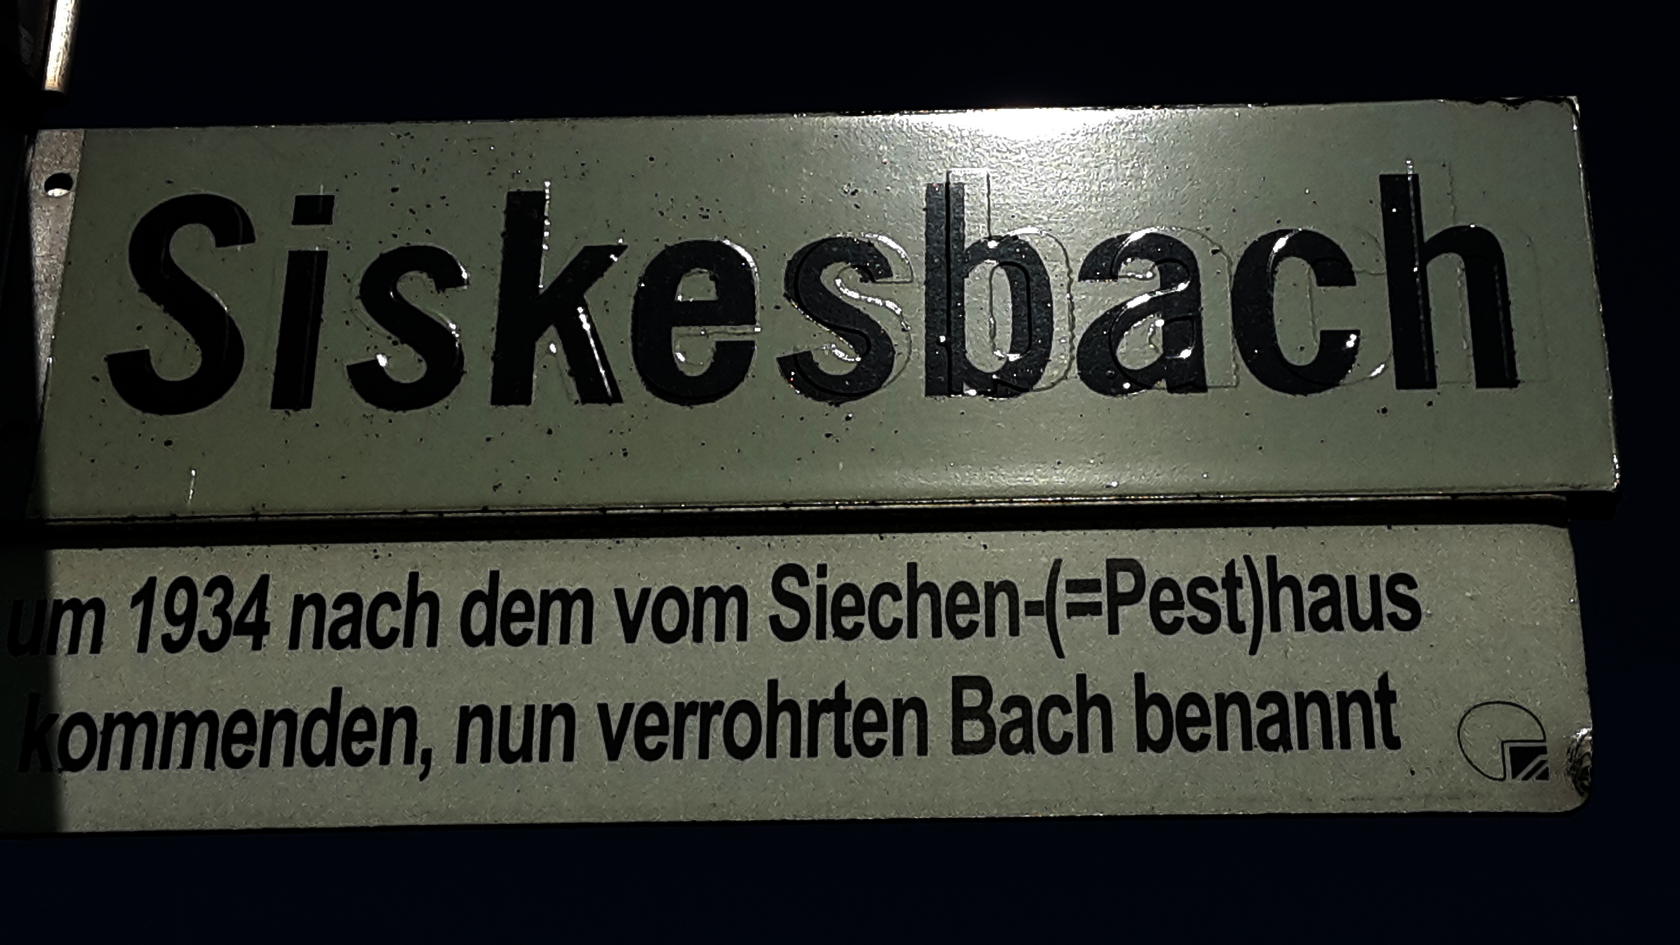 Siskesbach
um 1934 nach dem vom Siechen-(=Pest)haus
kommenden, nun verrohrten Bach benannt